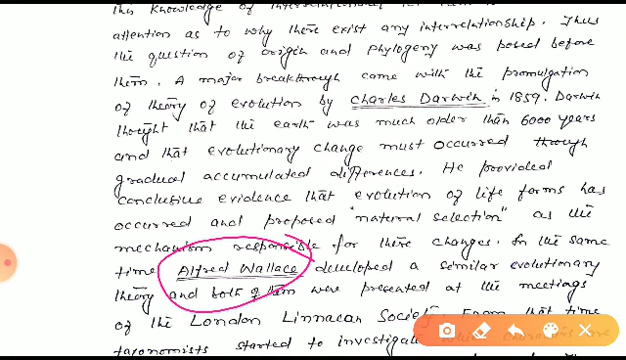 this knowledge of
attention as to why there exist any interrelationship. Thus
the question of origin and phylogeny was posed before
them. A major breakthrough came with the promulgation
of theory of evolution by Charles Darwin in 1859. Darwin
thought that the earth was much older than 6000 years
and that evolutionary change must occurred through
gradual accumulated differences. He provided
conclusive evidence that evolution of life forms has
occurred and proposed "natural selection" as the
mechanism responsible for there changes. In the same
time Alfred Wallace developed a similar evolutionary
theory and both of them were presented at the meetings
of the London Linnaean Society. From that time
taxonomists started to investigate